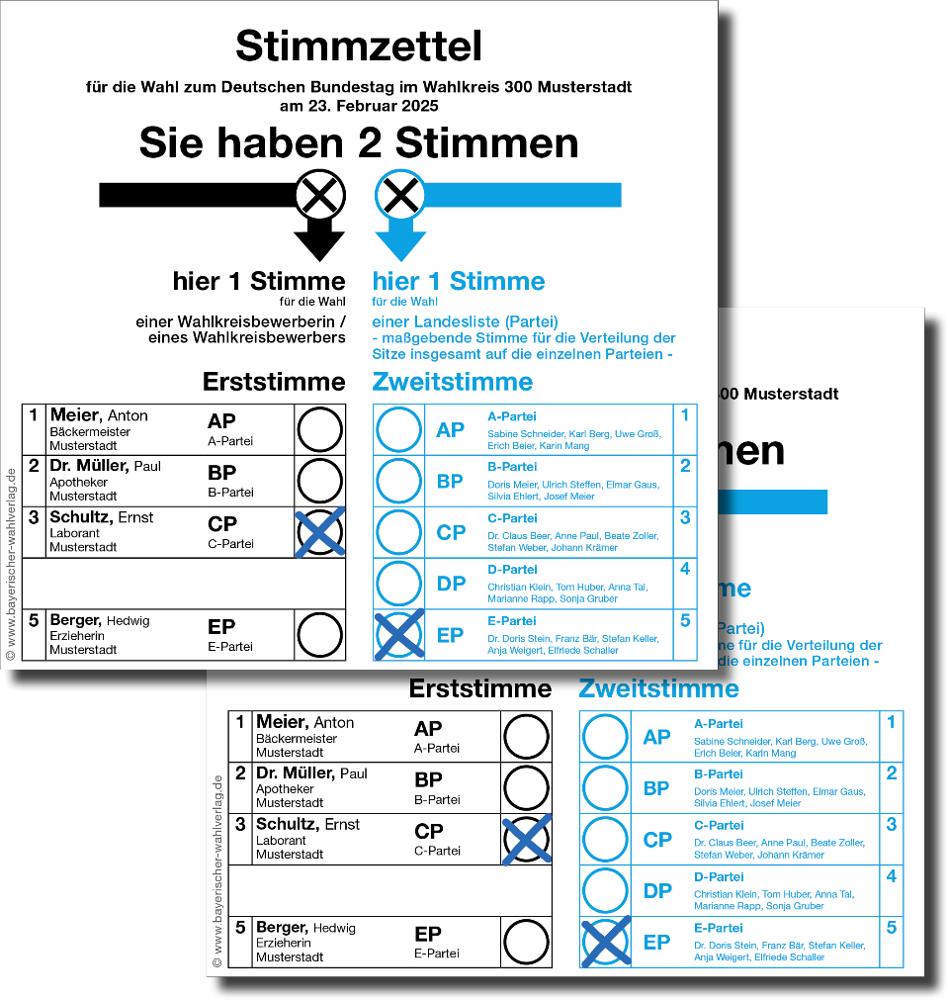 Stimmzettel
für die Wahl zum Deutschen Bundestag im Wahlkreis 300 Musterstadt
am 23. Februar 2025
Sie haben 2 Stimmen
hier 1 Stimme
für die Wahl
einer Wahlkreisbewerberin /
eines Wahlkreisbewerbers
Erststimme
hier 1 Stimme
für die Wahl
einer Landesliste (Partei)
- maßgebende Stimme für die Verteilung der
Sitze insgesamt auf die einzelnen Parteien -
Zweitstimme
1 Meier, Anton
Bäckermeister
Musterstadt
AP
A-Partei
2 Dr. Müller, Paul
Apotheker
Musterstadt
BP
B-Partei
3 Schultz, Ernst
Laborant
Musterstadt
CP
C-Partei
5 Berger, Hedwig
Erzieherin
Musterstadt
EP
E-Partei
AP
A-Partei
Sabine Schneider, Karl Berg, Uwe Groß,
Erich Beier, Karin Mang
1
BP
B-Partei
Doris Meier, Ulrich Steffen, Elmar Gaus,
Silvia Ehlert, Josef Meier
2
CP
C-Partei
Dr. Claus Beer, Anne Paul, Beate Zoller,
Stefan Weber, Johann Krämer
3
DP
D-Partei
Christian Klein, Tom Huber, Anna Tal,
Marianne Rapp, Sonja Gruber
4
EP
E-Partei
Dr. Doris Stein, Franz Bär, Stefan Keller,
Anja Weigert, Elfriede Schaller
5
© www.bayerischer-wahlverlag.de
00 Musterstadt
nen
me
Partei)
me für die Verteilung der
die einzelnen Parteien -
Erststimme
Zweitstimme
1 Meier, Anton
Bäckermeister
Musterstadt
AP
A-Partei
2 Dr. Müller, Paul
Apotheker
Musterstadt
BP
B-Partei
3 Schultz, Ernst
Laborant
Musterstadt
CP
C-Partei
5 Berger, Hedwig
Erzieherin
Musterstadt
EP
E-Partei
AP
A-Partei
Sabine Schneider, Karl Berg, Uwe Groß,
Erich Beier, Karin Mang
1
BP
B-Partei
Doris Meier, Ulrich Steffen, Elmar Gaus,
Silvia Ehlert, Josef Meier
2
CP
C-Partei
Dr. Claus Beer, Anne Paul, Beate Zoller,
Stefan Weber, Johann Krämer
3
DP
D-Partei
Christian Klein, Tom Huber, Anna Tal,
Marianne Rapp, Sonja Gruber
4
EP
E-Partei
Dr. Doris Stein, Franz Bär, Stefan Keller,
Anja Weigert, Elfriede Schaller
5
© www.bayerischer-wahlverlag.de